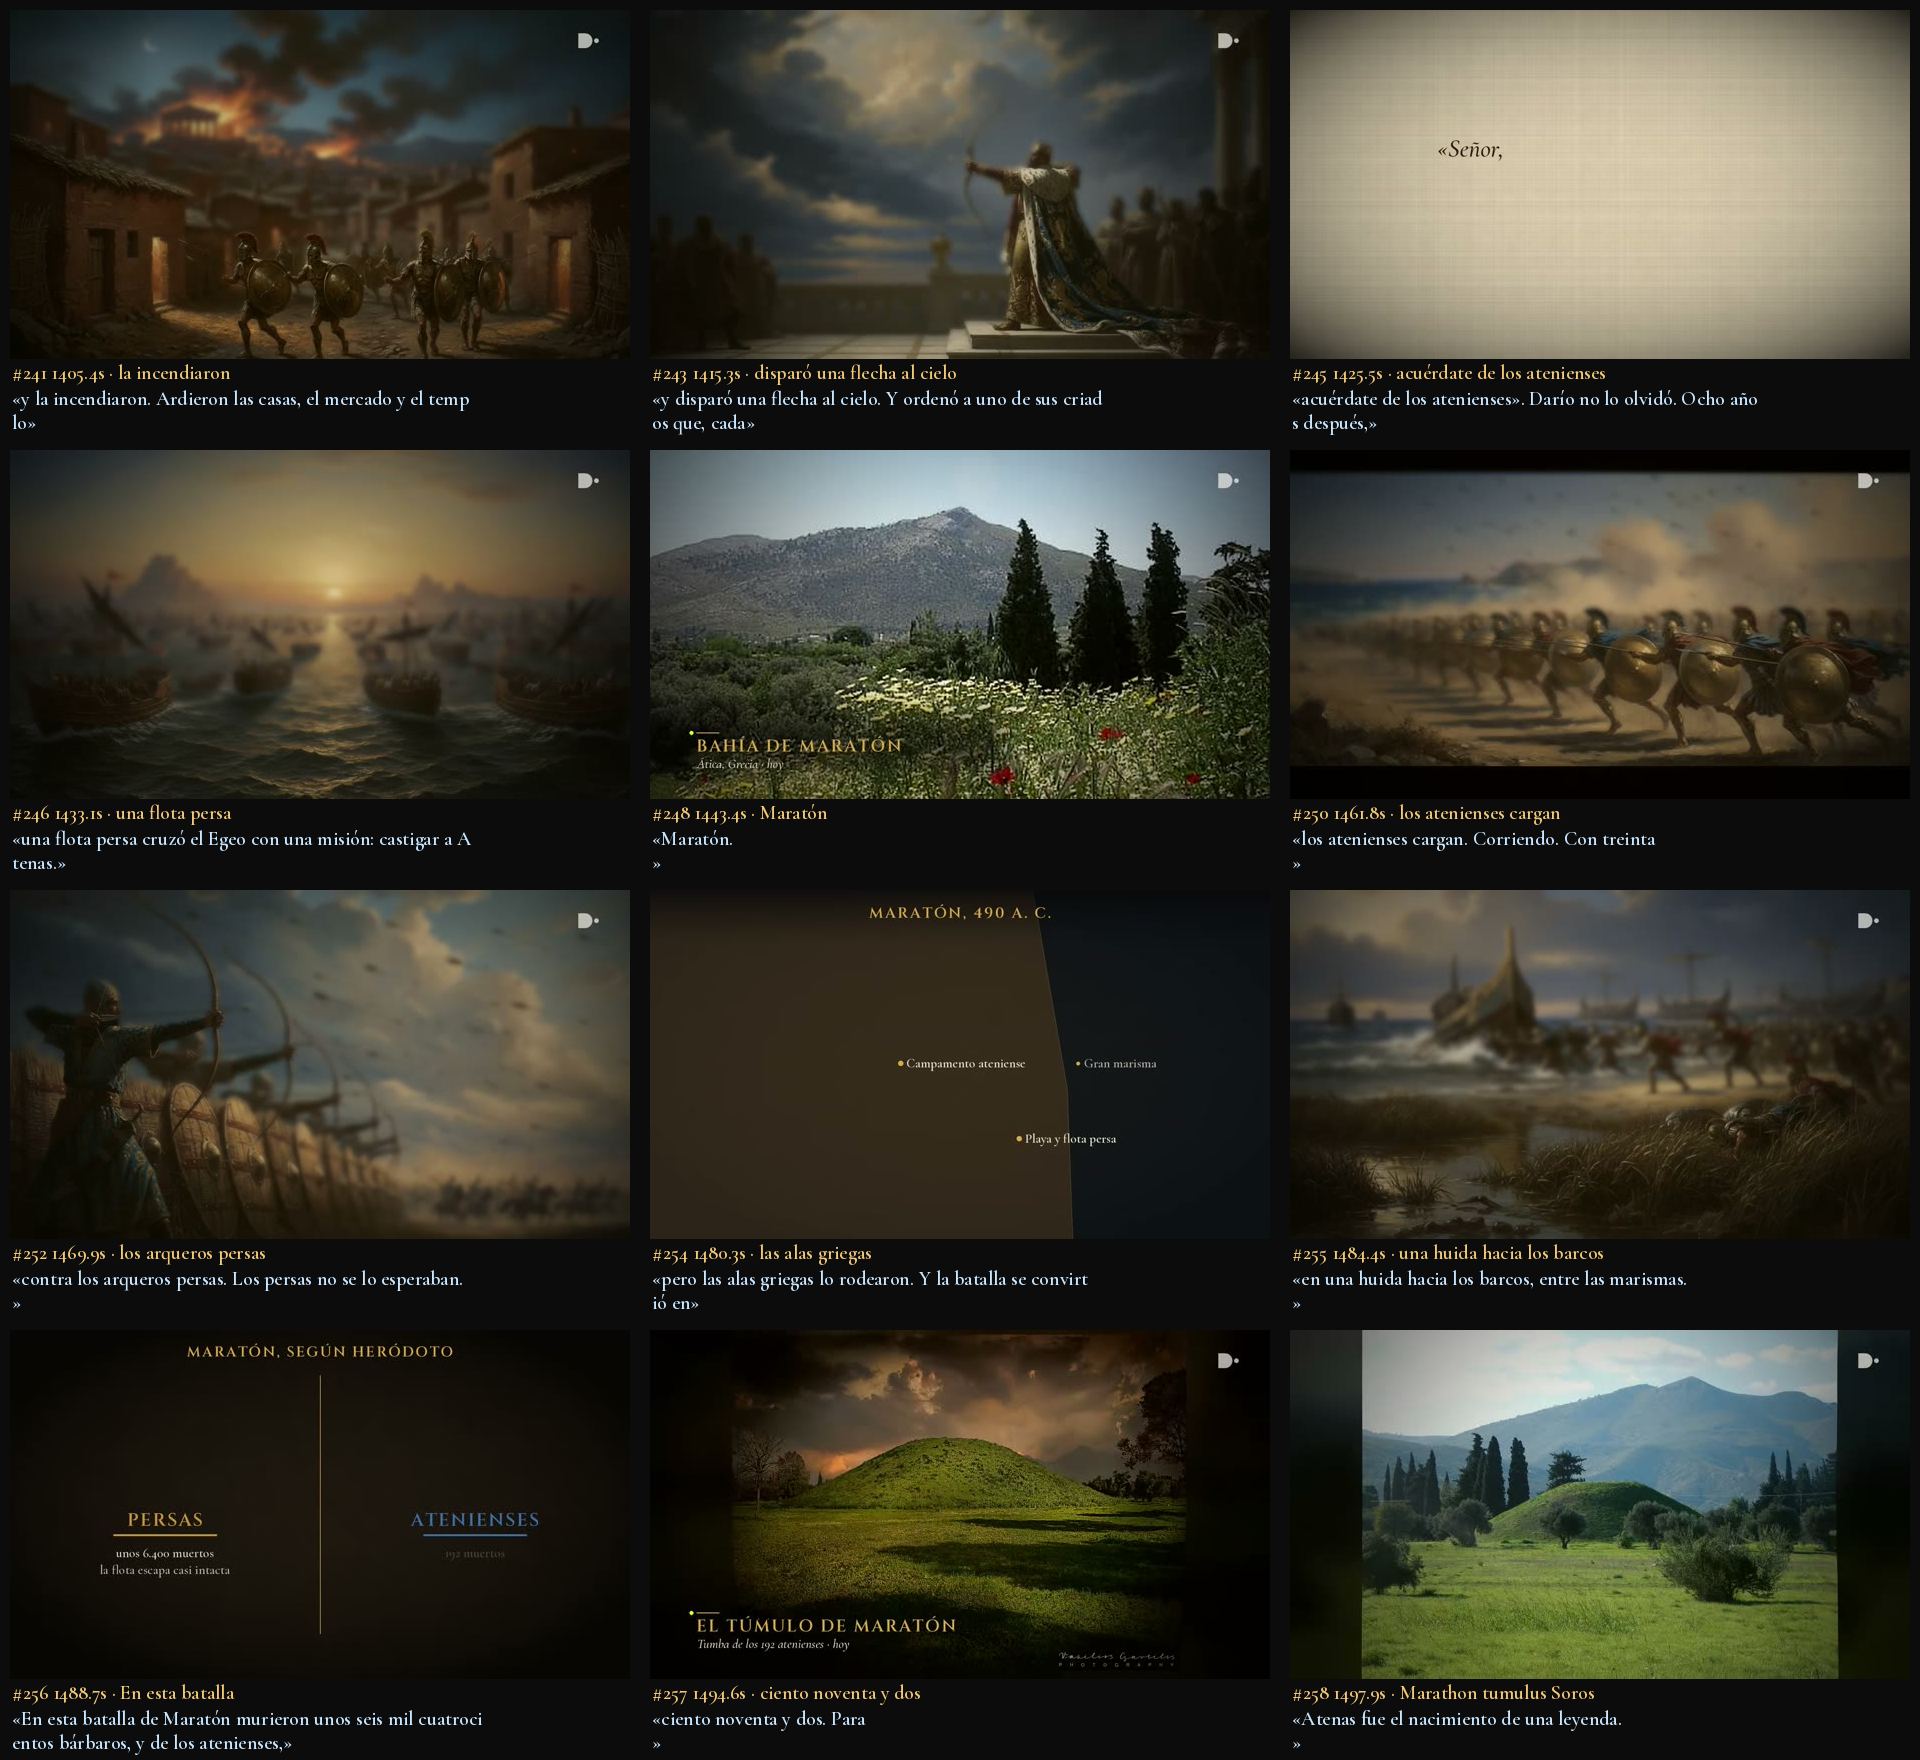 «Señor,
#241 1405.4s · la incendiaron
«y la incendiaron. Ardieron las casas, el mercado y el temp
lo»
#243 1415.3s · disparó una flecha al cielo
«y disparó una flecha al cielo. Y ordenó a uno de sus criad
os que, cada»
#245 1425.5s · acuérdate de los atenienses
«acuérdate de los atenienses». Darío no lo olvidó. Ocho año
s después,»
#246 1433.1s · una flota persa
«una flota persa cruzó el Egeo con una misión: castigar a A
tenas.»
BAHÍA DE MARATÓN
Ática, Grecia · hoy
#248 1443.4s · Maratón
«Maratón.
»
#250 1461.8s · los atenienses cargan
«los atenienses cargan. Corriendo. Con treinta
»
#252 1469.9s · los arqueros persas
«contra los arqueros persas. Los persas no se lo esperaban.
»
MARATÓN, 490 A. C.
Campamento ateniense
Gran marisma
Playa y flota persa
#254 1480.3s · las alas griegas
«pero las alas griegas lo rodearon. Y la batalla se convirt
ió en»
#255 1484.4s · una huida hacia los barcos
«en una huida hacia los barcos, entre las marismas.
»
MARATÓN, SEGÚN HERÓDOTO
PERSAS
unos 6.400 muertos
la flota escapa casi intacta
ATENIENSES
192 muertos
#256 1488.7s · En esta batalla
«En esta batalla de Maratón murieron unos seis mil cuatroci
entos bárbaros, y de los atenienses,»
EL TÚMULO DE MARATÓN
Tumba de los 192 atenienses · hoy
PHOTOGRAPHY
#257 1494.6s · ciento noventa y dos
«ciento noventa y dos. Para
»
#258 1497.9s · Marathon tumulus Soros
«Atenas fue el nacimiento de una leyenda.
»